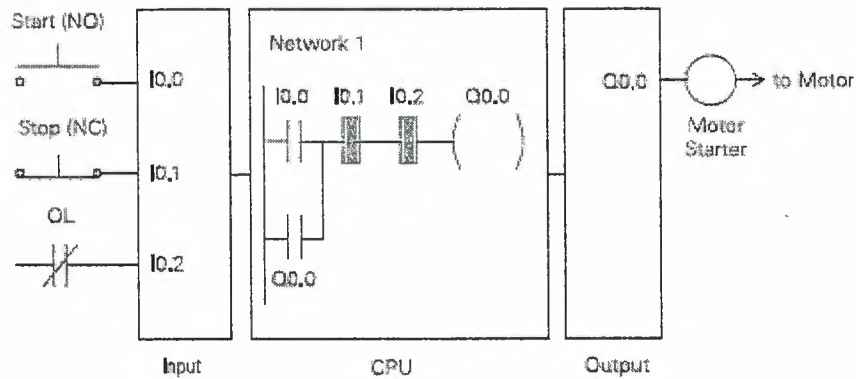 Start (NO)
I0.0
Stop (NC)
I0.1
OL
I0.2
Input
Network 1
I0.0 I0.1 I0.2 Q0.0
Q0.0
CPU
Q0.0
Output
to Motor
Motor
Starter